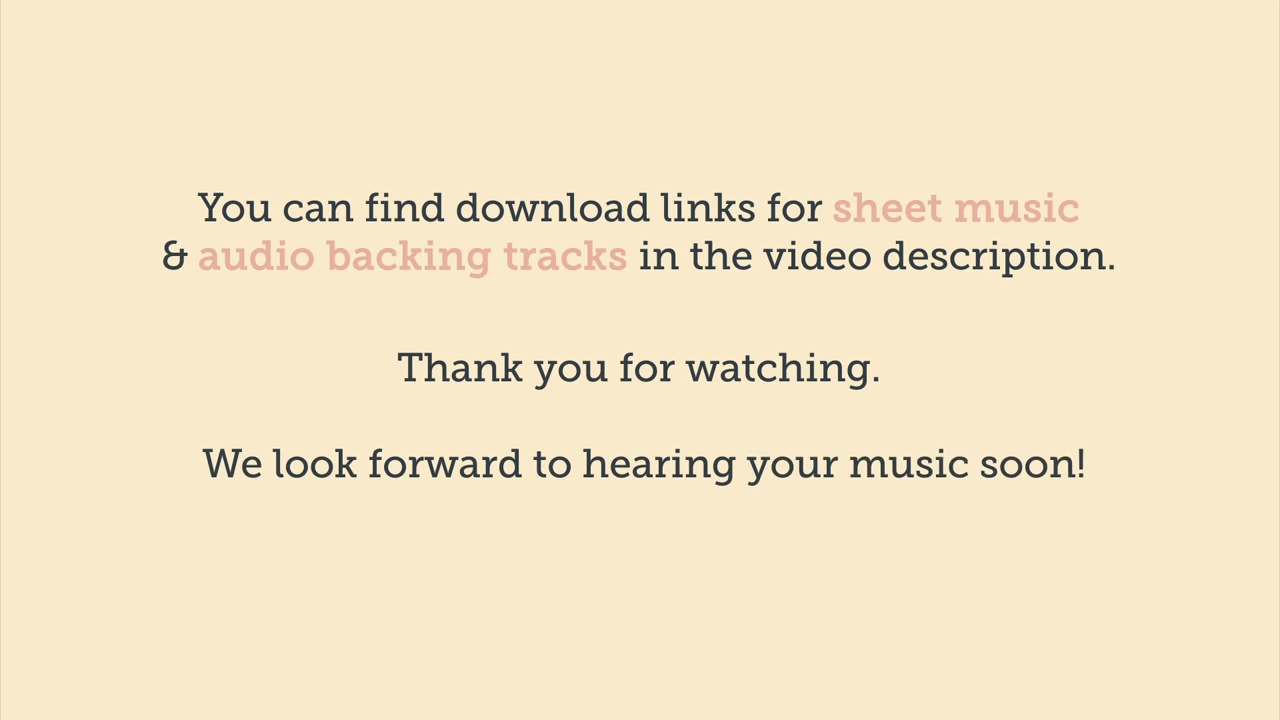 You can find download links for sheet music
& audio backing tracks in the video description.
Thank you for watching.
We look forward to hearing your music soon!